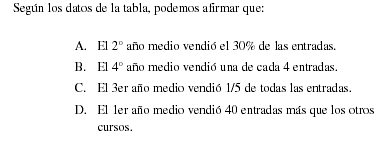 Según los datos de la tabla, podemos afirmar que:
A. El 2° año medio vendió el 30% de las entradas.
B. El 4° año medio vendió una de cada 4 entradas.
C. El 3er año medio vendió 1/5 de todas las entradas.
D. El 1er año medio vendió 40 entradas más que los otros
cursos.